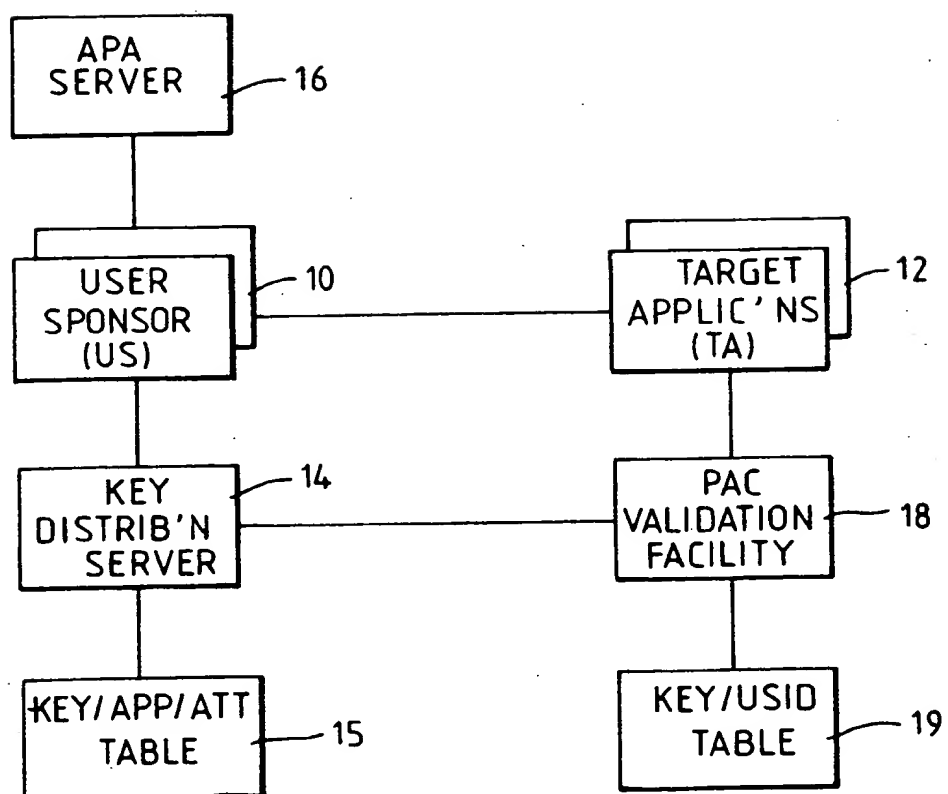 APA
SERVER
16
USER
SPONSOR
(US)
10
TARGET
APPLIC'NS
(TA)
12
KEY
DISTRIB'N
SERVER
14
PAC
VALIDATION
FACILITY
18
KEY/APP/ATT
TABLE
15
KEY/USID
TABLE
19